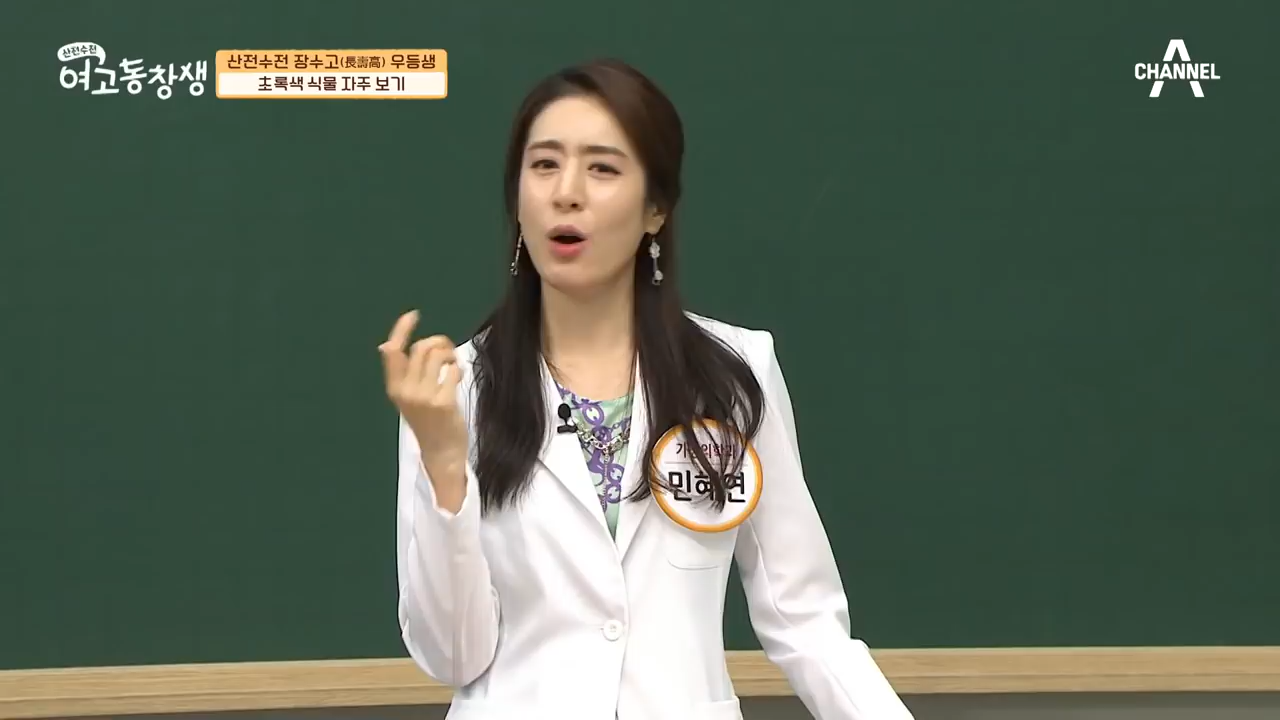 산전수전
여고동창생
산전수전 장수고(長壽高) 우등생
초록색 식물 자주 보기
CHANNEL A
민혜연